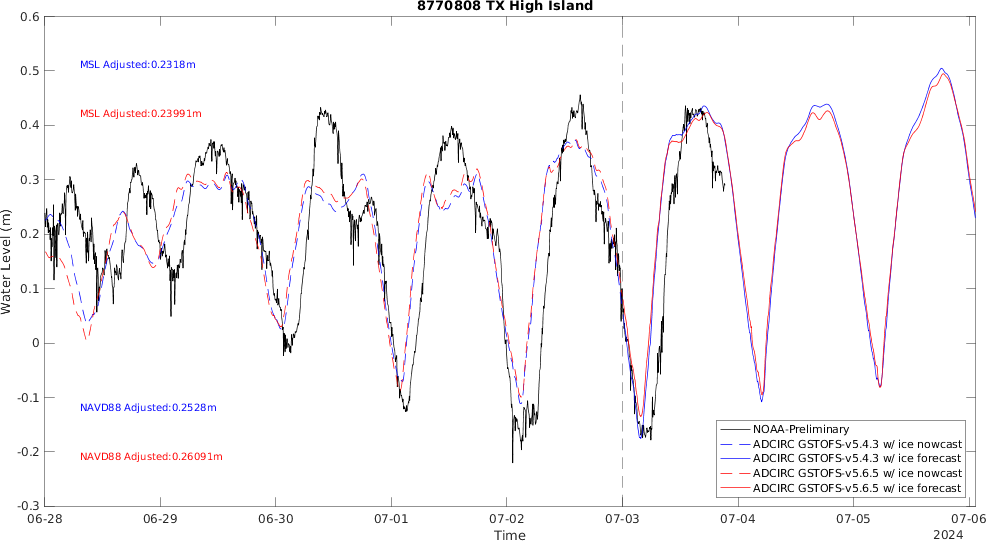 8770808 TX High Island
0.6
0.5
0.4
0.3
0.2
0.1
0
-0.1
-0.2
-0.3
Water Level (m)
MSL Adjusted:0.2318m
MSL Adjusted:0.23991m
NAVD88 Adjusted:0.2528m
NAVD88 Adjusted:0.26091m
NOAA-Preliminary
ADCIRC GSTOFS-v5.4.3 w/ ice nowcast
ADCIRC GSTOFS-v5.4.3 w/ ice forecast
ADCIRC GSTOFS-v5.6.5 w/ ice nowcast
ADCIRC GSTOFS-v5.6.5 w/ ice forecast
06-28 06-29 06-30 07-01 07-02 07-03 07-04 07-05 07-06
Time
2024